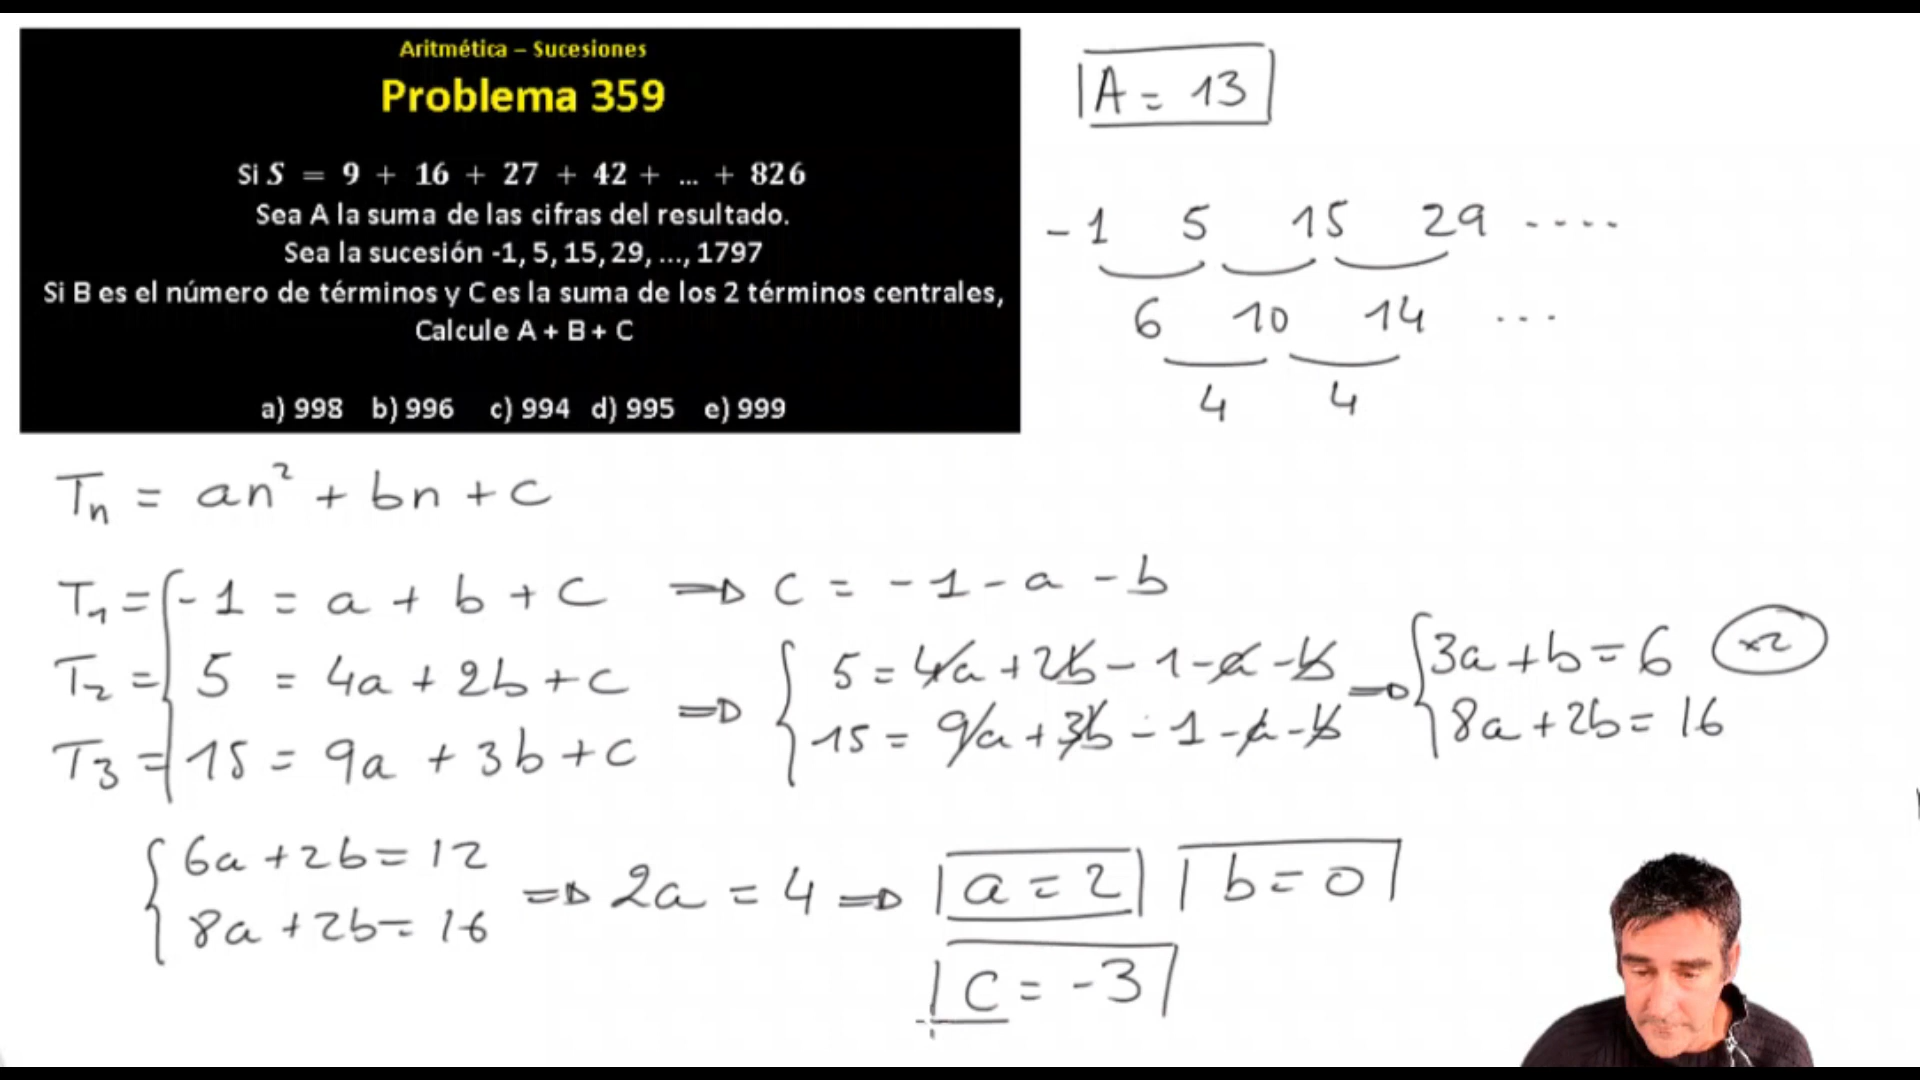 Aritmética – Sucesiones
Problema 359
Si S = 9 + 16 + 27 + 42 + ... + 826
Sea A la suma de las cifras del resultado.
Sea la sucesión -1, 5, 15, 29, ..., 1797
Si B es el número de términos y C es la suma de los 2 términos centrales,
Calcule A + B + C
a) 998 b) 996 c) 994 d) 995 e) 999
A = 13
-1 5 15 29 ....
6 10 14 ...
4 4
Tn = an² + bn + c
T1 = -1 = a + b + c ⇒ c = -1 - a - b
T2 = 5 = 4a + 2b + c ⇒ 5 = 4a + 2b - 1 - a - b ⇒ 3a + b = 6 x2
T3 = 15 = 9a + 3b + c 15 = 9a + 3b - 1 - a - b 8a + 2b = 16
6a + 2b = 12
8a + 2b = 16 ⇒ 2a = 4 ⇒ a = 2 b = 0
c = -3